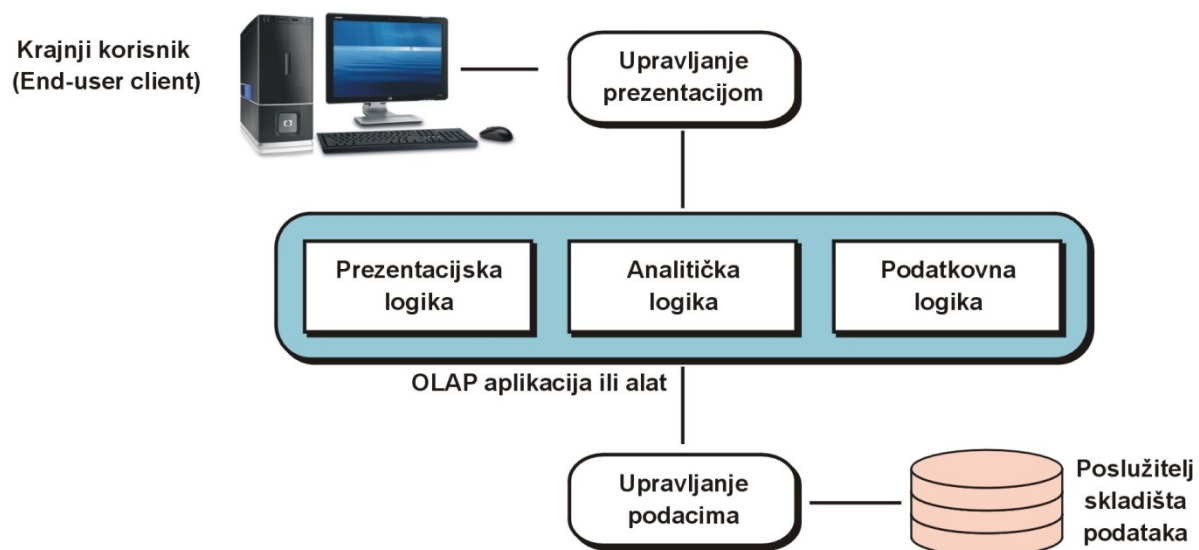 Krajnji korisnik
(End-user client)
Upravljanje
prezentacijom
Prezentacijska
logika
Analitička
logika
Podatkovna
logika
OLAP aplikacija ili alat
Upravljanje
podacima
Poslužitelj
skladišta
podataka